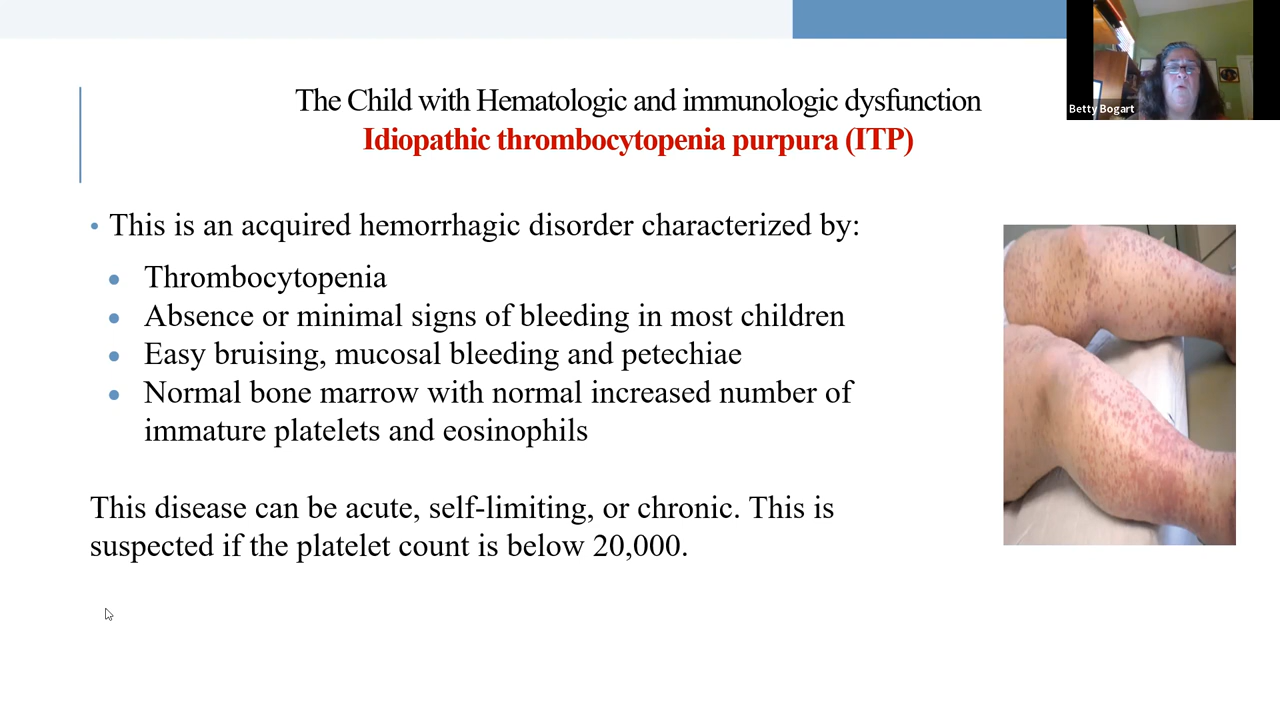 Betty Bogart
The Child with Hematologic and immunologic dysfunction
Idiopathic thrombocytopenia purpura (ITP)
• This is an acquired hemorrhagic disorder characterized by:
• Thrombocytopenia
• Absence or minimal signs of bleeding in most children
• Easy bruising, mucosal bleeding and petechiae
• Normal bone marrow with normal increased number of
immature platelets and eosinophils
This disease can be acute, self-limiting, or chronic. This is
suspected if the platelet count is below 20,000.